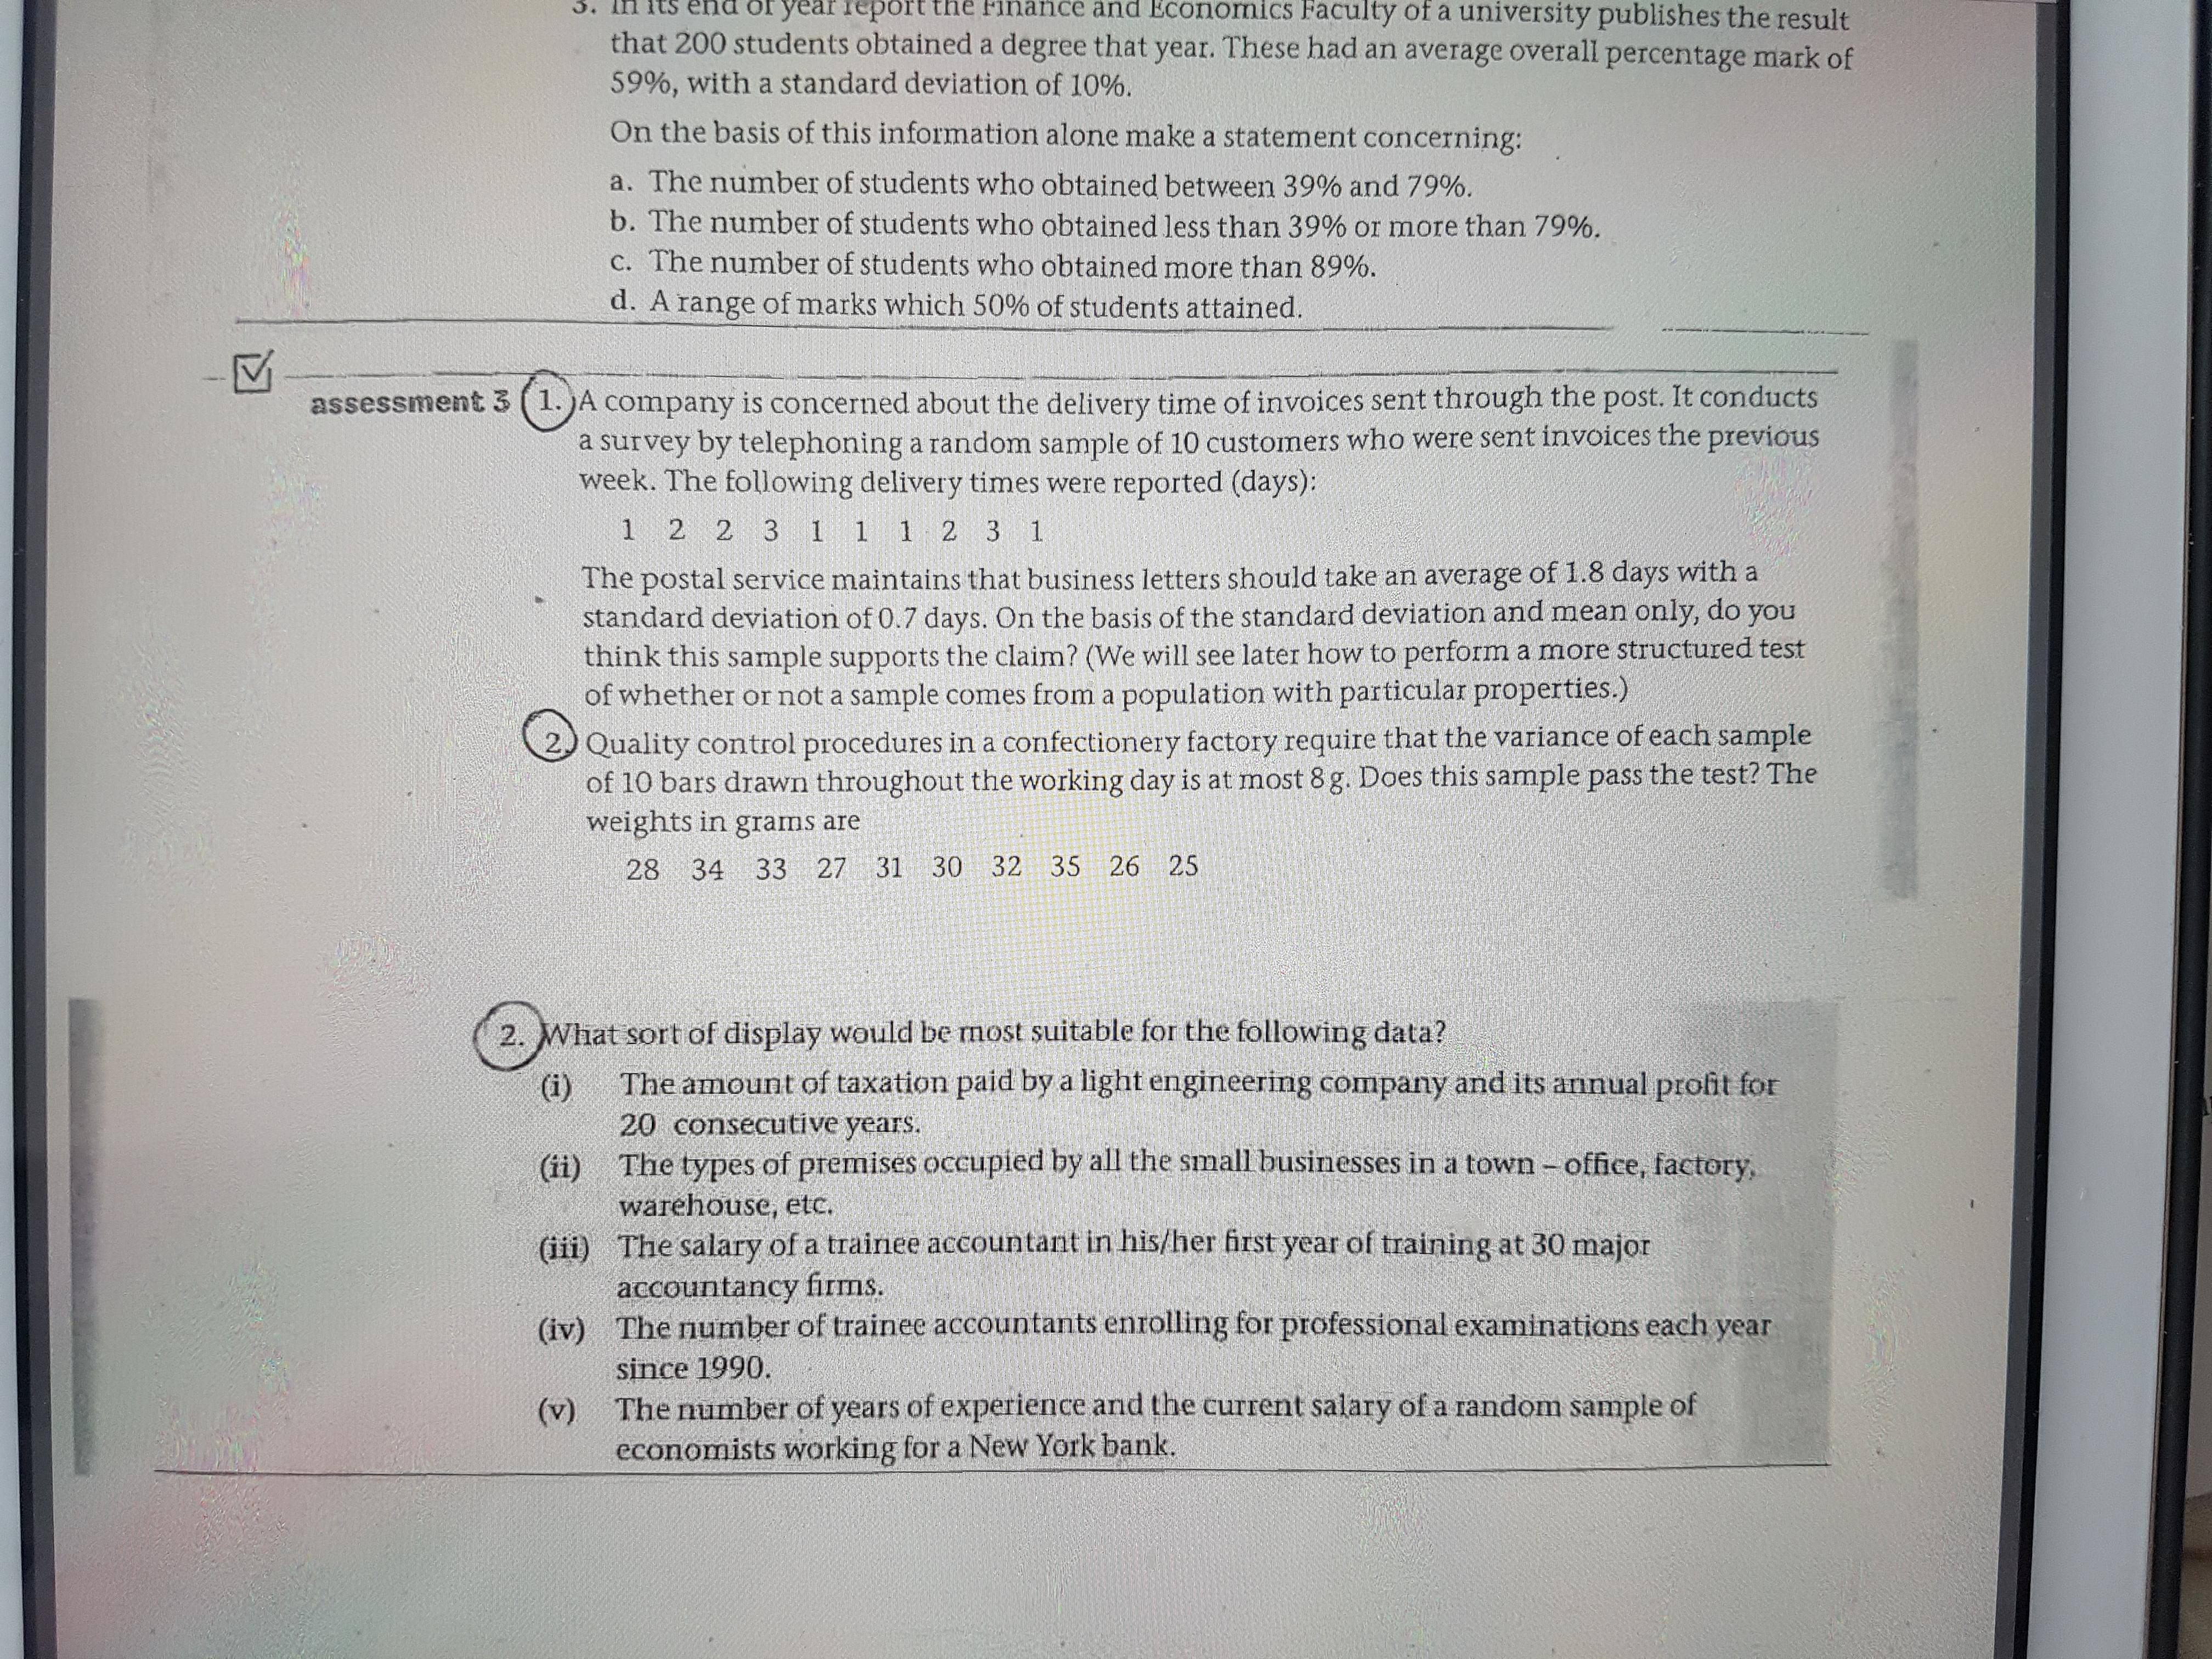 3. In its end of year report the Finance and Economics Faculty of a university publishes the result
that 200 students obtained a degree that year. These had an average overall percentage mark of
59%, with a standard deviation of 10%.
On the basis of this information alone make a statement concerning:
a. The number of students who obtained between 39% and 79%.
b. The number of students who obtained less than 39% or more than 79%.
c. The number of students who obtained more than 89%.
d. A range of marks which 50% of students attained.
assessment 3 1. A company is concerned about the delivery time of invoices sent through the post. It conducts
a survey by telephoning a random sample of 10 customers who were sent invoices the previous
week. The following delivery times were reported (days):
1 2 2 3 1 1 1 2 3 1
The postal service maintains that business letters should take an average of 1.8 days with a
standard deviation of 0.7 days. On the basis of the standard deviation and mean only, do you
think this sample supports the claim? (We will see later how to perform a more structured test
of whether or not a sample comes from a population with particular properties.)
2. Quality control procedures in a confectionery factory require that the variance of each sample
of 10 bars drawn throughout the working day is at most 8 g. Does this sample pass the test? The
weights in grams are
28 34 33 27 31 30 32 35 26 25
2. What sort of display would be most suitable for the following data?
(i) The amount of taxation paid by a light engineering company and its annual profit for
20 consecutive years.
(ii) The types of premises occupied by all the small businesses in a town – office, factory,
warehouse, etc.
(iii) The salary of a trainee accountant in his/her first year of training at 30 major
accountancy firms.
(iv) The number of trainee accountants enrolling for professional examinations each year
since 1990.
(v) The number of years of experience and the current salary of a random sample of
economists working for a New York bank.